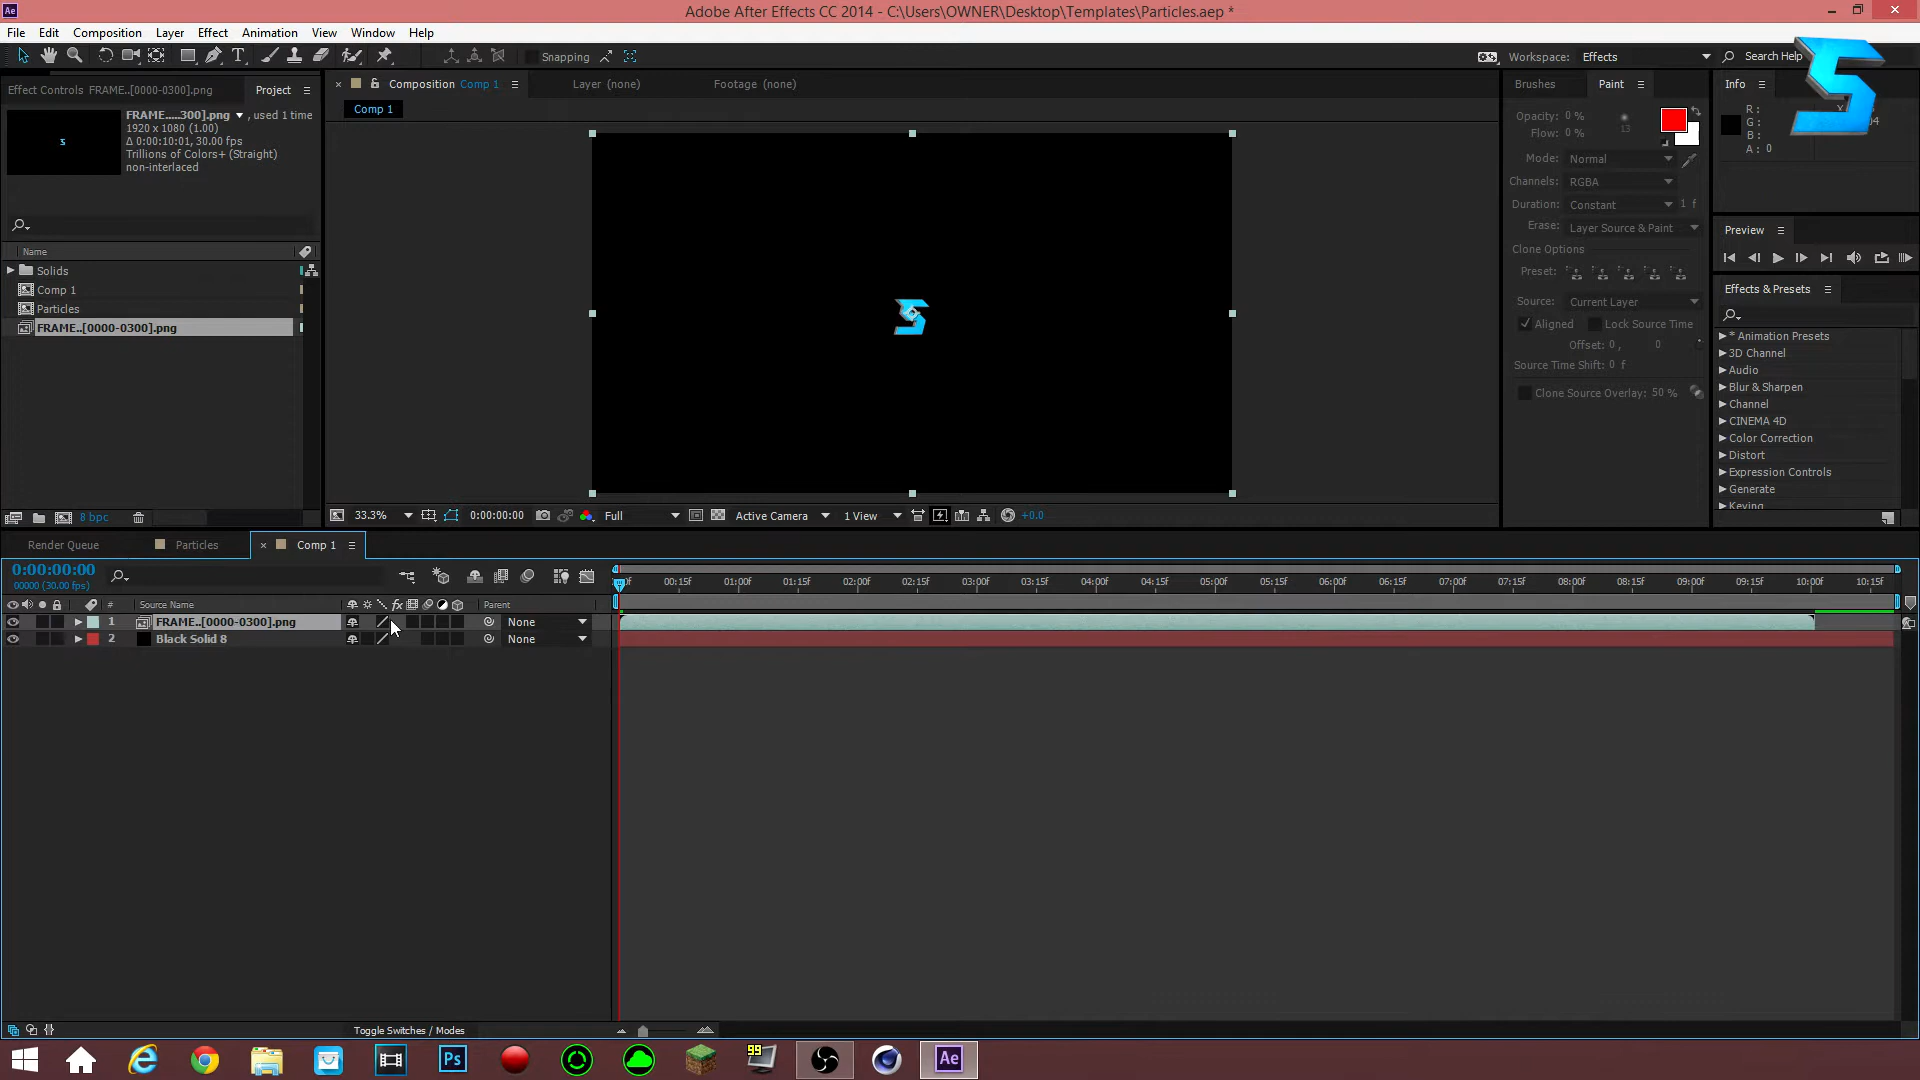 Adobe After Effects CC 2014 - C:\Users\OWNER\Desktop\Templates\Particles.aep *
File Edit Composition Layer Effect Animation View Window Help
Snapping
Workspace: Effects
Search Help
Effect Controls FRAME..[0000-0300].png
Project
FRAME.....300].png , used 1 time
1920 x 1080 (1.00)
Δ 0:00:10:01, 30.00 fps
Trillions of Colors+ (Straight)
non-interlaced
Name
Solids
Comp 1
Particles
FRAME..[0000-0300].png
8 bpc
Composition Comp 1
Layer (none)
Footage (none)
Comp 1
S
33.3%
0:00:00:00
Full
Active Camera
1 View
+0.0
Brushes
Paint
Opacity: 0 %
Flow: 0 %
13
Mode: Normal
Channels: RGBA
Duration: Constant 1 f
Erase: Layer Source & Paint
Clone Options
Preset:
Source: Current Layer
Aligned Lock Source Time
Offset: 0 , 0
Source Time Shift: 0 f
Clone Source Overlay: 50 %
Info
R :
G :
B :
A : 0
S
Preview
Effects & Presets
* Animation Presets
3D Channel
Audio
Blur & Sharpen
Channel
CINEMA 4D
Color Correction
Distort
Expression Controls
Generate
Keying
Render Queue
Particles
Comp 1
0:00:00:00
00000 (30.00 fps)
# Source Name
fx
Parent
1 FRAME..[0000-0300].png None
2 Black Solid 8 None
00:15f 01:00f 01:15f 02:00f 02:15f 03:00f 03:15f 04:00f 04:15f 05:00f 05:15f 06:00f 06:15f 07:00f 07:15f 08:00f 08:15f 09:00f 09:15f 10:00f 10:15f
Toggle Switches / Modes
Ps
99
Ae